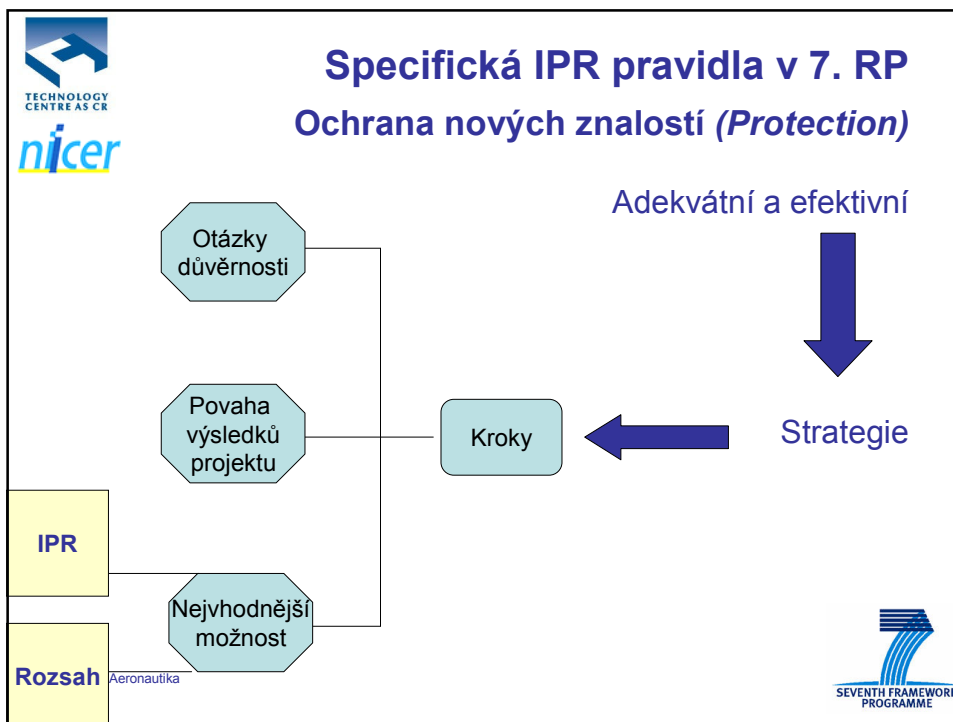 TECHNOLOGY
CENTRE AS CR
nicer
Specifická IPR pravidla v 7. RP
Ochrana nových znalostí (Protection)
Adekvátní a efektivní
Otázky
důvěrnosti
Povaha
výsledků
projektu
Kroky
Strategie
IPR
Nejvhodnější
možnost
Rozsah
Aeronautika
SEVENTH FRAMEWORK
PROGRAMME